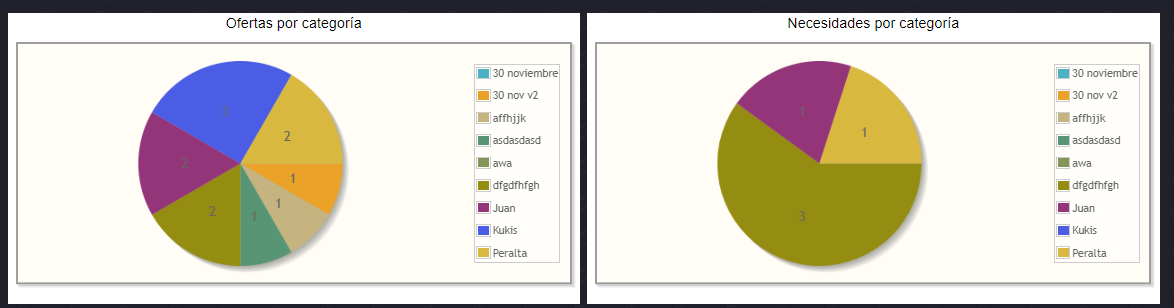 Ofertas por categoría
3
2
2
1
2
1
1
30 noviembre
30 nov v2
affhjjk
asdasdasd
awa
dfgdfhfgh
Juan
Kukis
Peralta
Necesidades por categoría
1
1
3
30 noviembre
30 nov v2
affhjjk
asdasdasd
awa
dfgdfhfgh
Juan
Kukis
Peralta